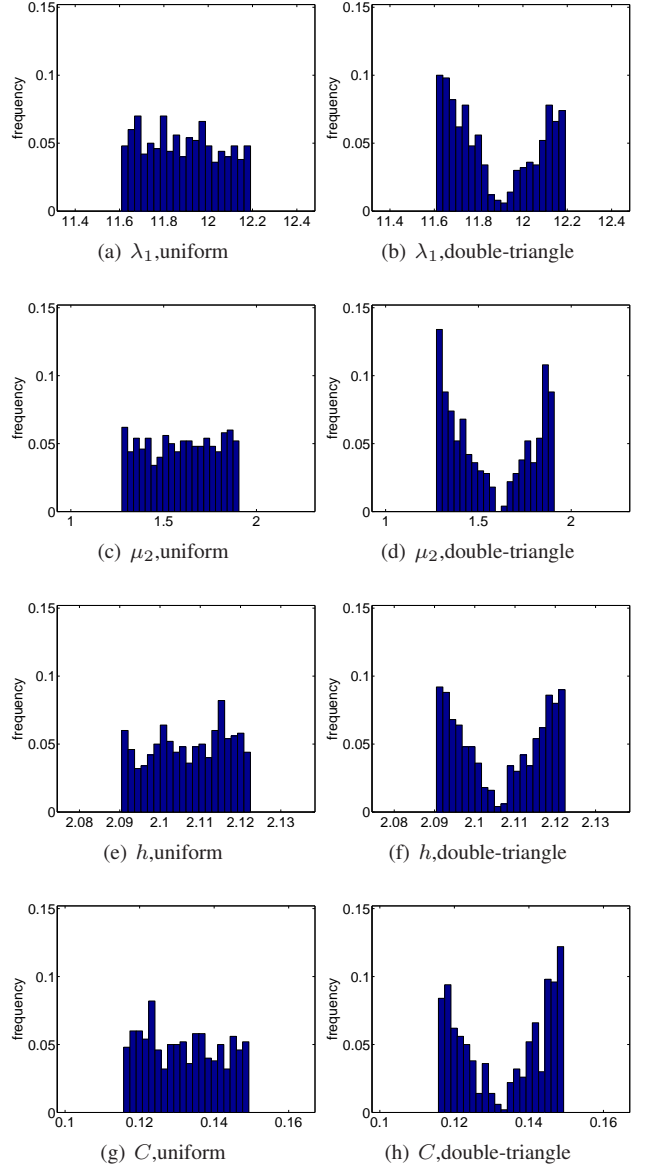 0.15
0.1
0.05
0
frequency
11.4 11.6 11.8 12 12.2 12.4
(a) λ1,uniform
0.15
0.1
0.05
0
frequency
11.4 11.6 11.8 12 12.2 12.4
(b) λ1,double-triangle
0.15
0.1
0.05
0
frequency
1 1.5 2
(c) μ2,uniform
0.15
0.1
0.05
0
frequency
1 1.5 2
(d) μ2,double-triangle
0.15
0.1
0.05
0
frequency
2.08 2.09 2.1 2.11 2.12 2.13
(e) h,uniform
0.15
0.1
0.05
0
frequency
2.08 2.09 2.1 2.11 2.12 2.13
(f) h,double-triangle
0.15
0.1
0.05
0
frequency
0.1 0.12 0.14 0.16
(g) C,uniform
0.15
0.1
0.05
0
frequency
0.1 0.12 0.14 0.16
(h) C,double-triangle